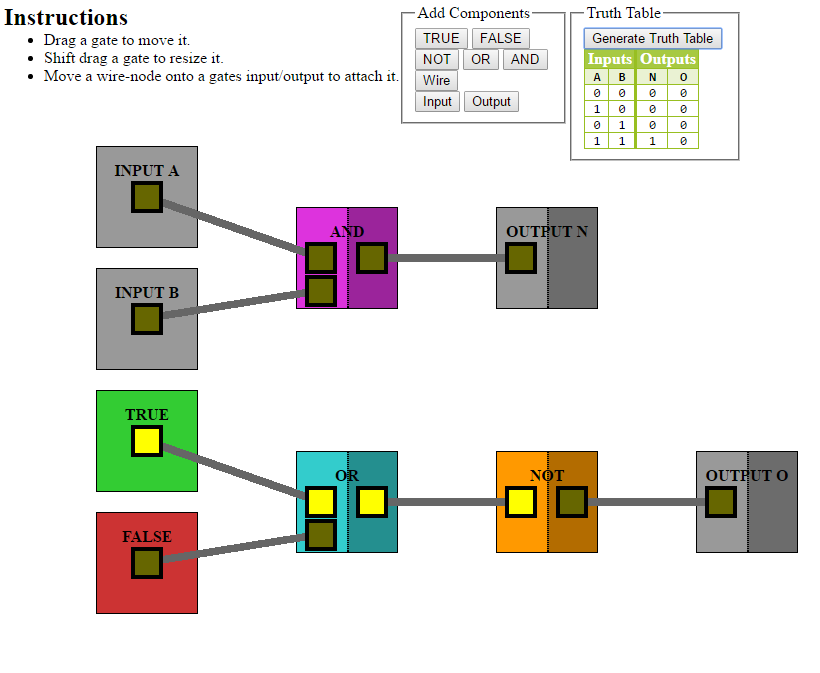 Instructions
Drag a gate to move it.
Shift drag a gate to resize it.
Move a wire-node onto a gates input/output to attach it.
Add Components
TRUE FALSE
NOT OR AND
Wire
Input Output
Truth Table
Generate Truth Table
Inputs Outputs
A B N O
0 0 0 0
1 0 0 0
0 1 0 0
1 1 1 0
INPUT A
AND
OUTPUT N
INPUT B
TRUE
OR
NOT
OUTPUT O
FALSE